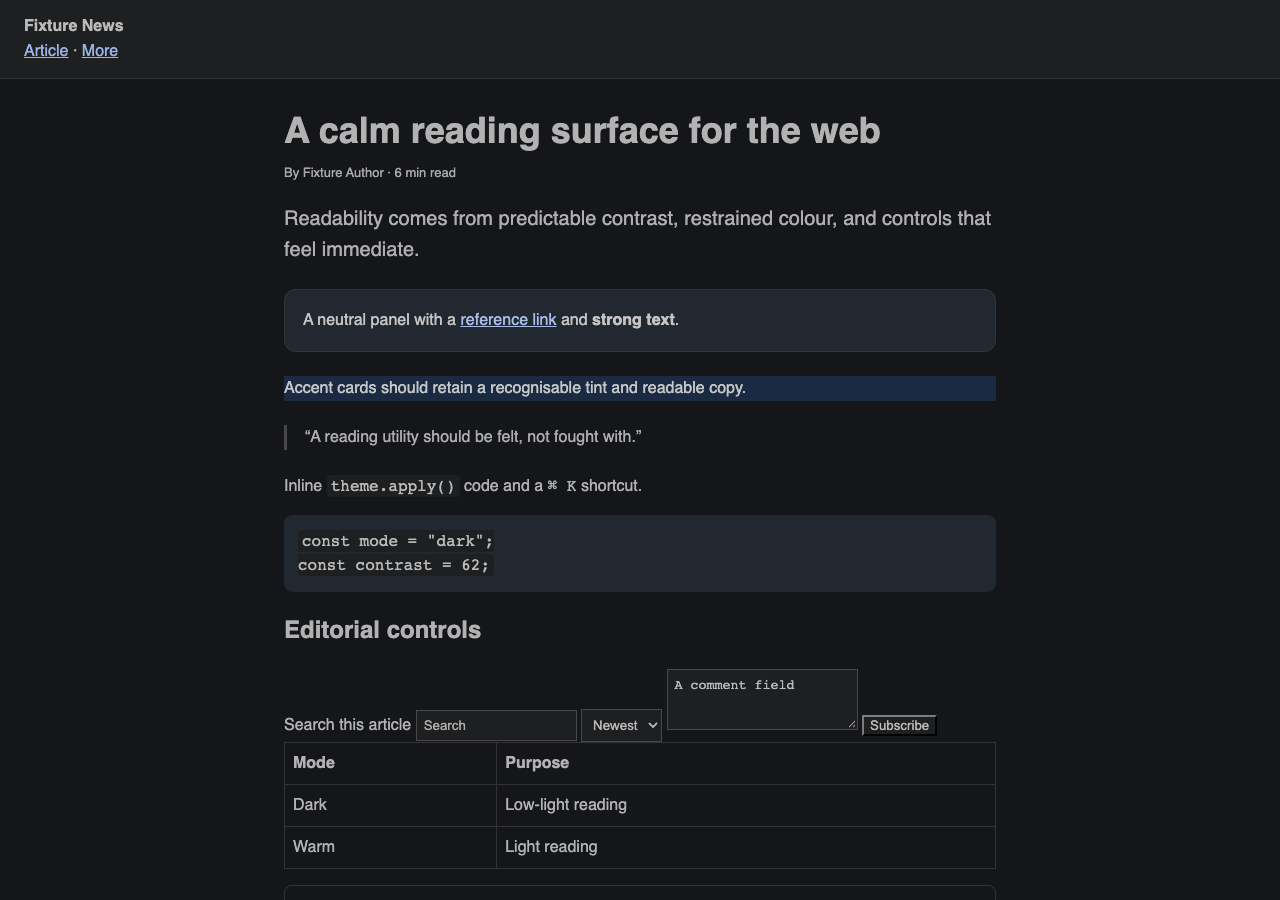 Fixture News
Article · More
A calm reading surface for the web
By Fixture Author · 6 min read
Readability comes from predictable contrast, restrained colour, and controls that
feel immediate.
A neutral panel with a reference link and strong text.
Accent cards should retain a recognisable tint and readable copy.
“A reading utility should be felt, not fought with.”
Inline theme.apply() code and a ⌘ K shortcut.
const mode = "dark";
const contrast = 62;
Editorial controls
A comment field
Search this article Search Newest Subscribe
Mode Purpose
Dark Low-light reading
Warm Light reading